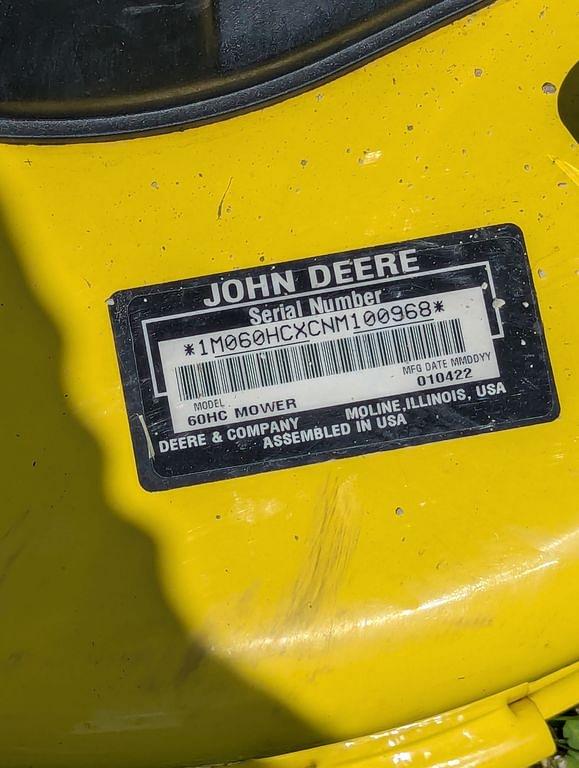 JOHN DEERE
Serial Number
*1M060HCXCNM100968*
MODEL MFG DATE MMDDYY
60HC MOWER 010422
DEERE & COMPANY MOLINE, ILLINOIS, USA
ASSEMBLED IN USA